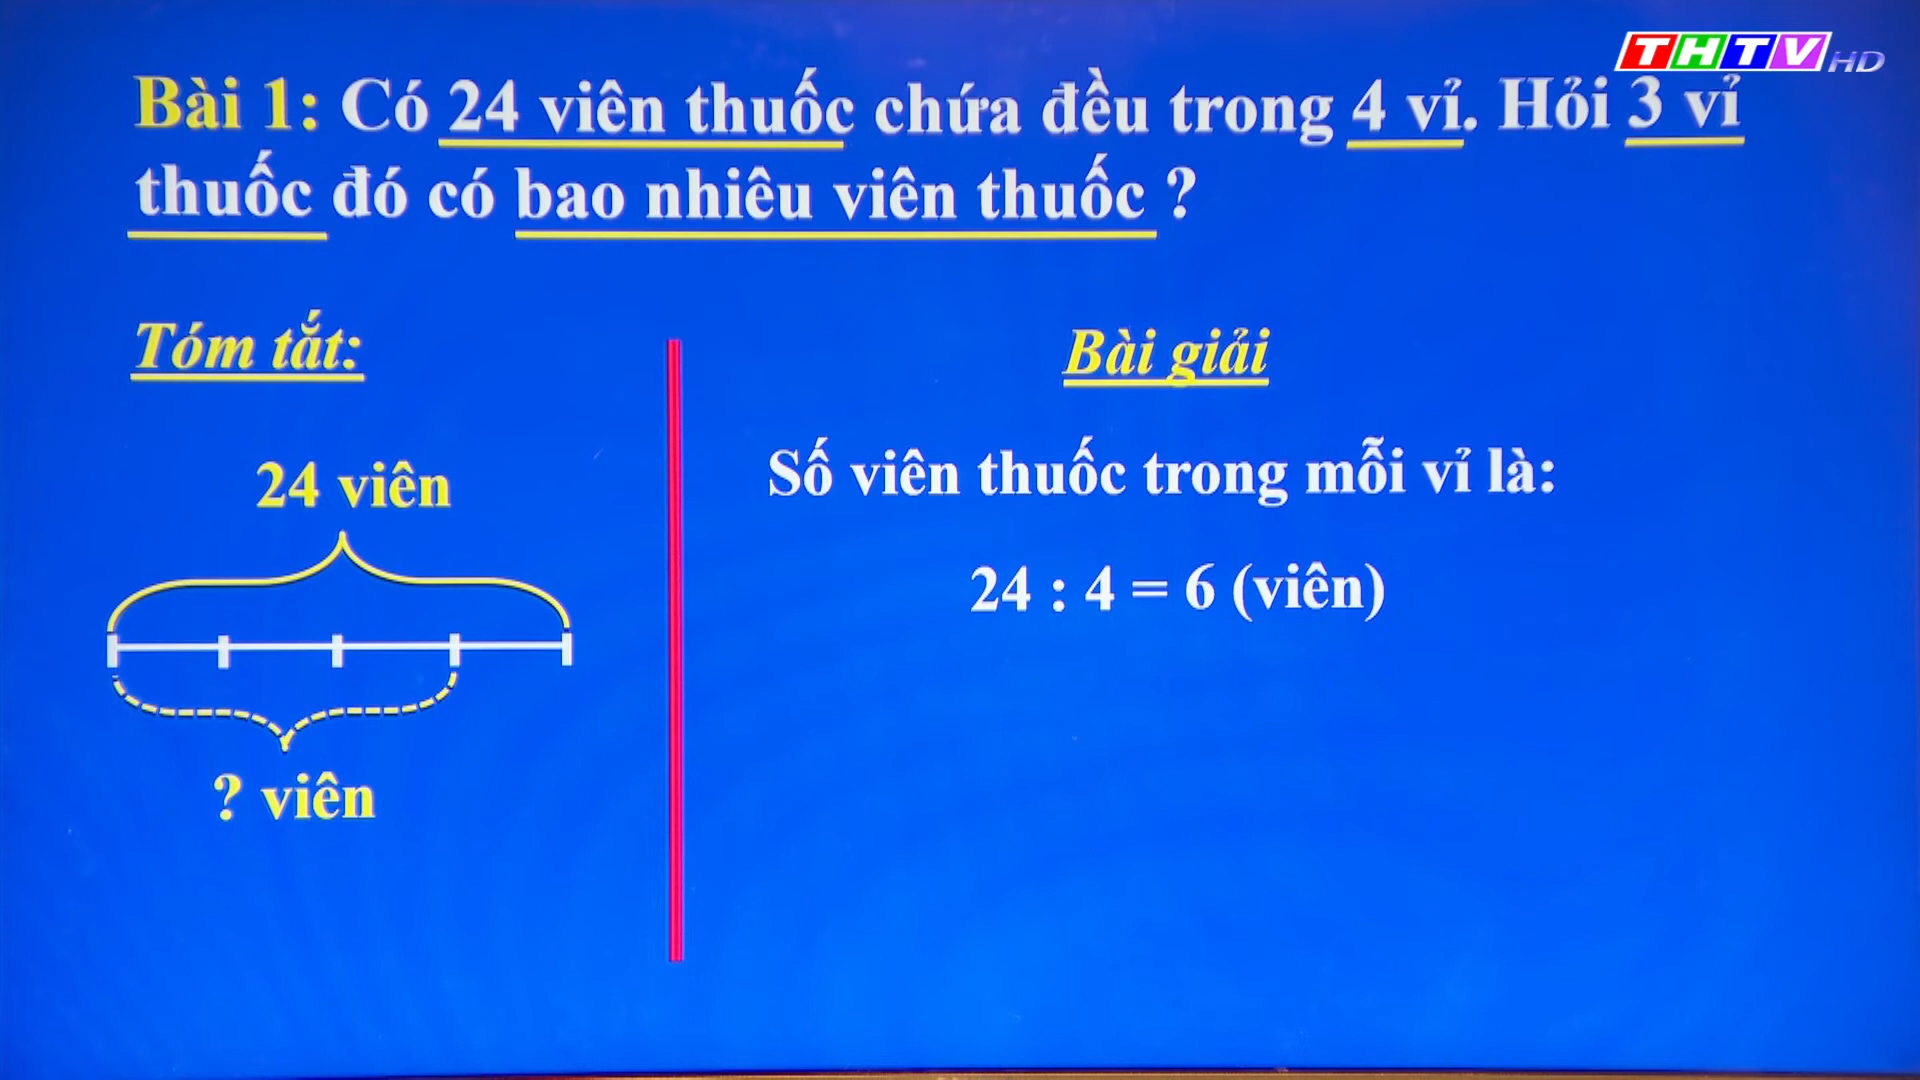 THTV HD
Bài 1: Có 24 viên thuốc chứa đều trong 4 vỉ. Hỏi 3 vỉ
thuốc đó có bao nhiêu viên thuốc ?
Tóm tắt:
24 viên
? viên
Bài giải
Số viên thuốc trong mỗi vỉ là:
24 : 4 = 6 (viên)